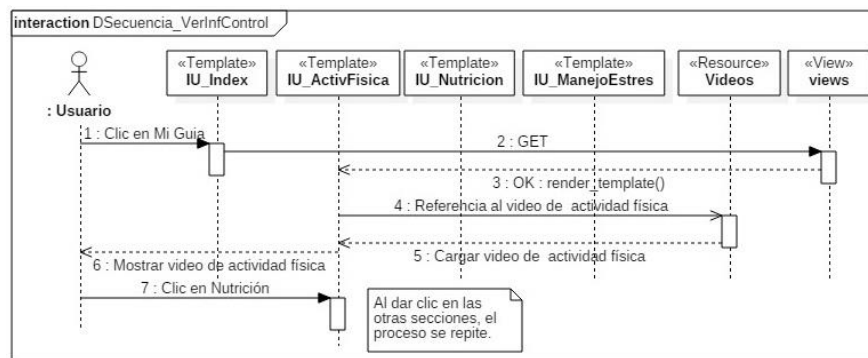 interaction DSecuencia_VerInfControl
«Template»
IU_Index
«Template»
IU_ActivFisica
«Template»
IU_Nutricion
«Template»
IU_ManejoEstres
«Resource»
Videos
«View»
views
: Usuario
1 : Clic en Mi Guia
2 : GET
3 : OK : render_template()
4 : Referencia al video de actividad física
5 : Cargar video de actividad física
6 : Mostrar video de actividad física
7 : Clic en Nutrición
Al dar clic en las
otras secciones, el
proceso se repite.